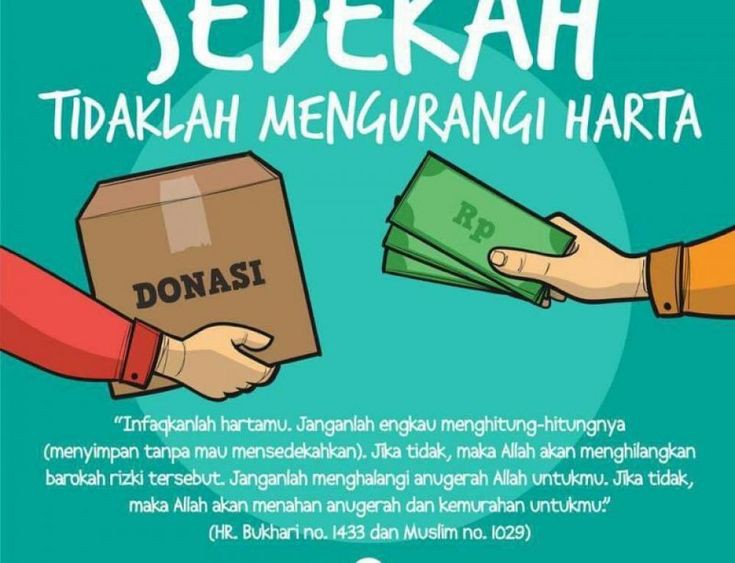 SEDEKAH
TIDAKLAH MENGURANGI HARTA
Rp
DONASI
"Infaqkanlah hartamu. Janganlah engkau menghitung-hitungnya
(menyimpan tanpa mau mensedekahkan). Jika tidak, maka Allah akan menghilangkan
barokah rizki tersebut. Janganlah menghalangi anugerah Allah untukmu. Jika tidak,
maka Allah akan menahan anugerah dan kemurahan untukmu."
(HR. Bukhari no. 1433 dan Muslim no. 1029)